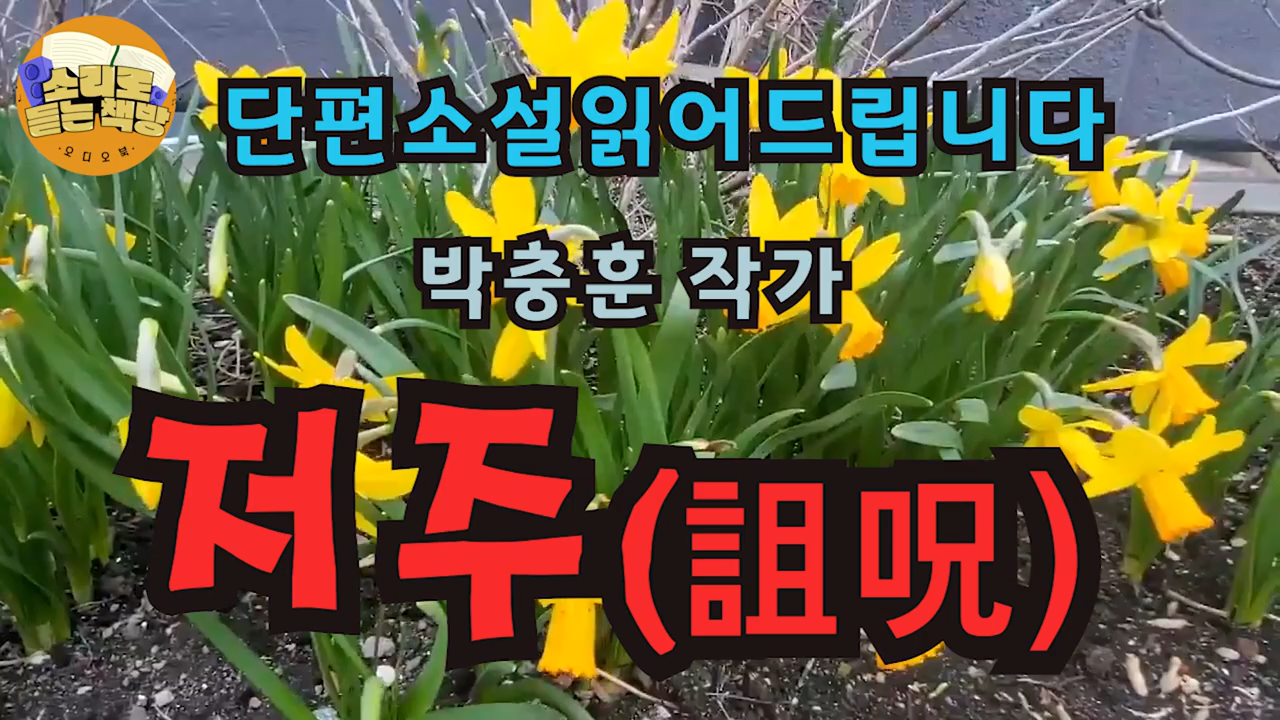 소리로
듣는 책방
·오디오북·
단편소설읽어드립니다
박충훈 작가
저주(詛呪)